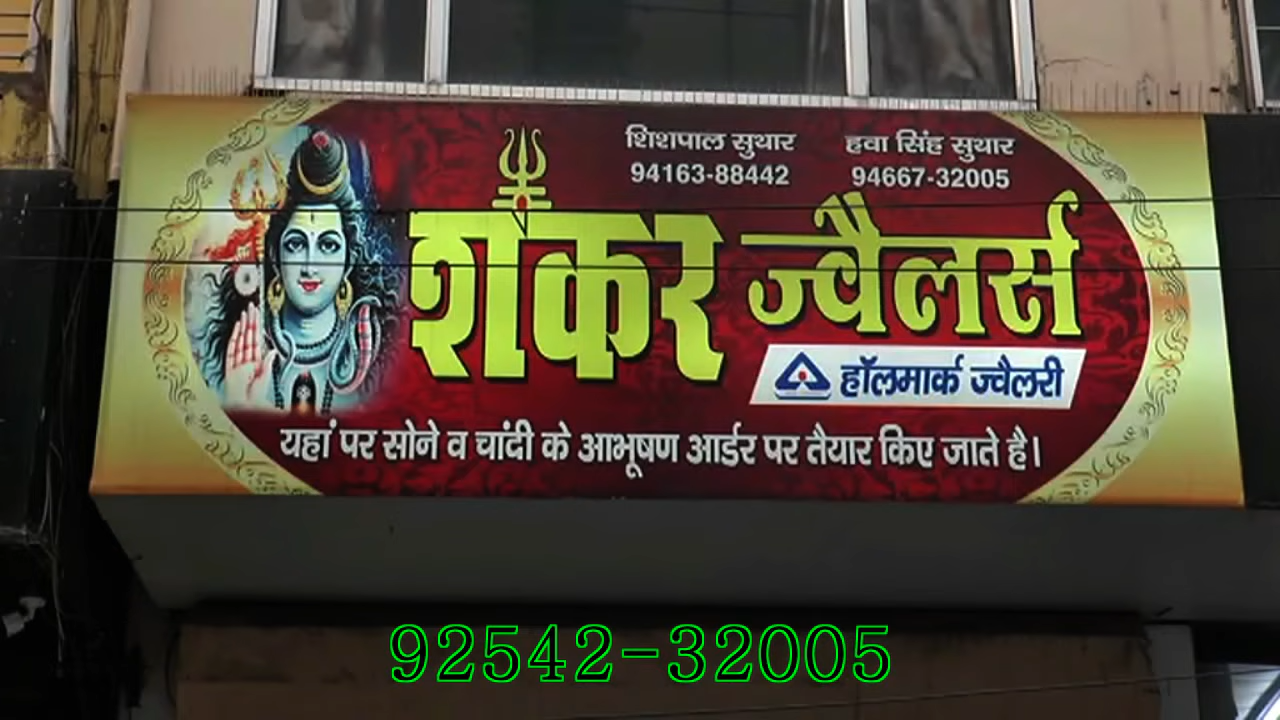 शिशपाल सुथार
94163-88442
हवा सिंह सुथार
94667-32005
शंकर ज्वैलर्स
हॉलमार्क ज्वैलरी
यहां पर सोने व चांदी के आभूषण आर्डर पर तैयार किए जाते है।
92542-32005